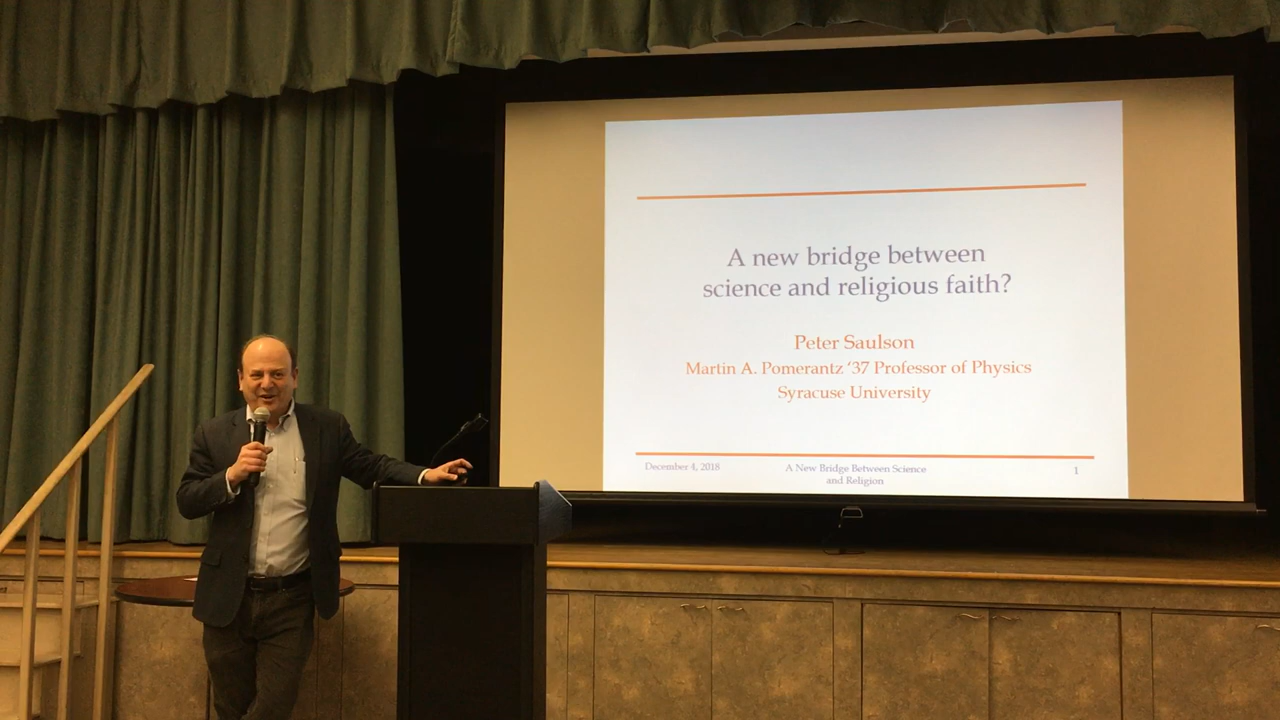 A new bridge between
science and religious faith?
Peter Saulson
Martin A. Pomerantz ‘37 Professor of Physics
Syracuse University
December 4, 2018
A New Bridge Between Science
and Religion
1